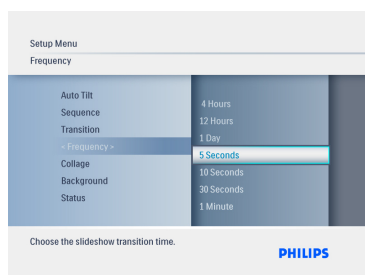 Setup Menu
Frequency
Auto Tilt
Sequence
Transition
< Frequency >
Collage
Background
Status
4 Hours
12 Hours
1 Day
5 Seconds
10 Seconds
30 Seconds
1 Minute
Choose the slideshow transition time.
PHILIPS